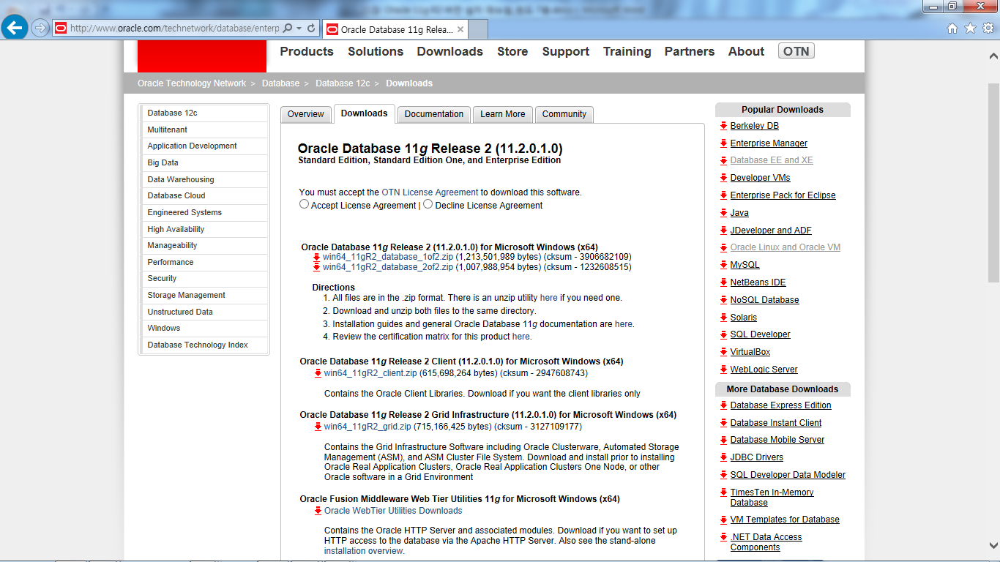 http://www.oracle.com/technetwork/database/enterp
Oracle Database 11g Relea...
Products Solutions Downloads Store Support Training Partners About OTN
Oracle Technology Network > Database > Database 12c > Downloads
Database 12c
Multitenant
Application Development
Big Data
Data Warehousing
Database Cloud
Engineered Systems
High Availability
Manageability
Performance
Security
Storage Management
Unstructured Data
Windows
Database Technology Index
Overview Downloads Documentation Learn More Community
Oracle Database 11g Release 2 (11.2.0.1.0)
Standard Edition, Standard Edition One, and Enterprise Edition
You must accept the OTN License Agreement to download this software.
Accept License Agreement | Decline License Agreement
Oracle Database 11g Release 2 (11.2.0.1.0) for Microsoft Windows (x64)
win64_11gR2_database_1of2.zip (1,213,501,989 bytes) (cksum - 3906682109)
win64_11gR2_database_2of2.zip (1,007,988,954 bytes) (cksum - 1232608515)
Directions
1. All files are in the .zip format. There is an unzip utility here if you need one.
2. Download and unzip both files to the same directory.
3. Installation guides and general Oracle Database 11g documentation are here.
4. Review the certification matrix for this product here.
Oracle Database 11g Release 2 Client (11.2.0.1.0) for Microsoft Windows (x64)
win64_11gR2_client.zip (615,698,264 bytes) (cksum - 2947608743)
Contains the Oracle Client Libraries. Download if you want the client libraries only
Oracle Database 11g Release 2 Grid Infrastructure (11.2.0.1.0) for Microsoft Windows (x64)
win64_11gR2_grid.zip (715,166,425 bytes) (cksum - 3127109177)
Contains the Grid Infrastructure Software including Oracle Clusterware, Automated Storage
Management (ASM), and ASM Cluster File System. Download and install prior to installing
Oracle Real Application Clusters, Oracle Real Application Clusters One Node, or other
Oracle software in a Grid Environment
Oracle Fusion Middleware Web Tier Utilities 11g for Microsoft Windows (x64)
Oracle WebTier Utilities Downloads
Contains the Oracle HTTP Server and associated modules. Download if you want to set up
HTTP access to the database via the Apache HTTP Server. Also see the stand-alone
installation overview.
Popular Downloads
Berkeley DB
Enterprise Manager
Database EE and XE
Developer VMs
Enterprise Pack for Eclipse
Java
JDeveloper and ADF
Oracle Linux and Oracle VM
MySQL
NetBeans IDE
NoSQL Database
Solaris
SQL Developer
VirtualBox
WebLogic Server
More Database Downloads
Database Express Edition
Database Instant Client
Database Mobile Server
JDBC Drivers
SQL Developer Data Modeler
TimesTen In-Memory
Database
VM Templates for Database
.NET Data Access
Components